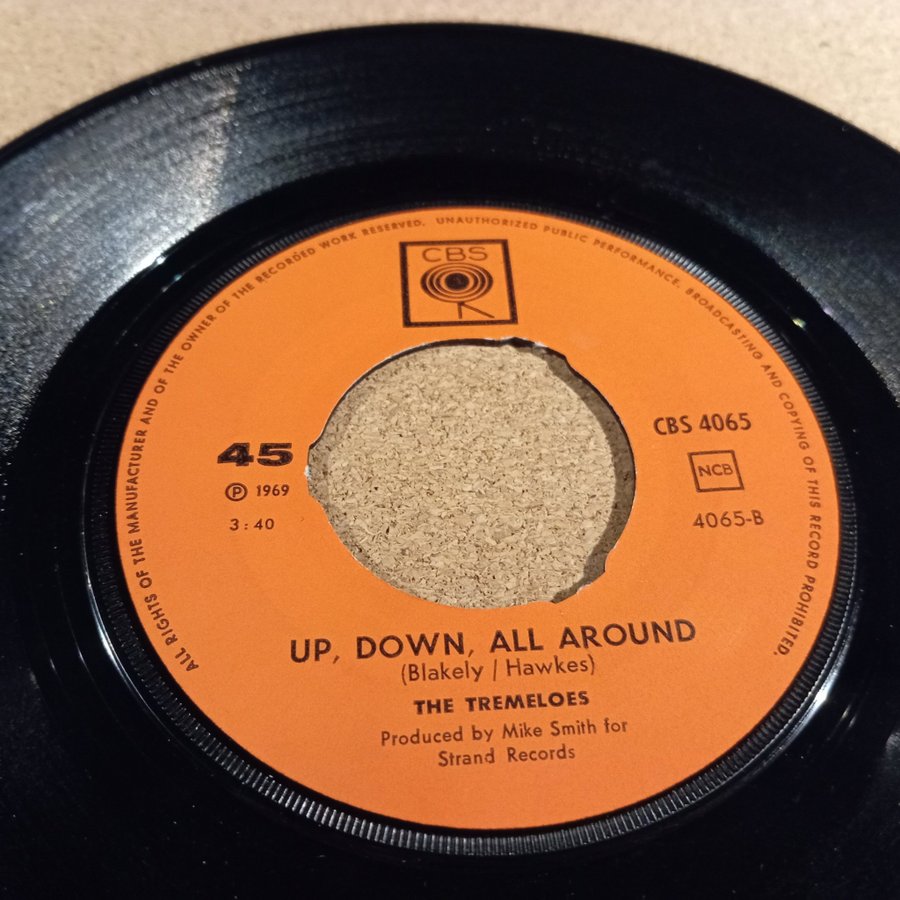 ALL RIGHTS OF THE MANUFACTURER AND OF THE OWNER OF THE RECORDED WORK RESERVED. UNAUTHORIZED PUBLIC PERFORMANCE, BROADCASTING AND COPYING OF THIS RECORD PROHIBITED.
CBS
45
CBS 4065
℗ 1969
NCB
3:40
4065-B
UP, DOWN, ALL AROUND
(Blakely / Hawkes)
THE TREMELOES
Produced by Mike Smith for
Strand Records